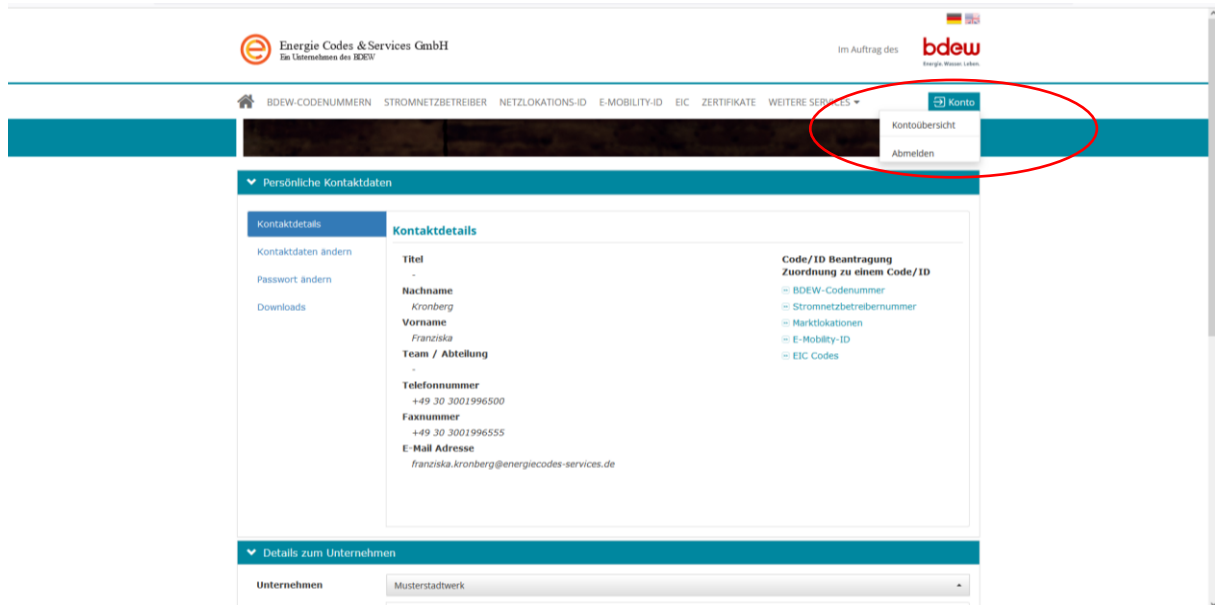 Energie Codes & Services GmbH
Ein Unternehmen des BDEW
Im Auftrag des
bdew
Energie. Wasser. Leben.
BDEW-CODENUMMERN STROMNETZBETREIBER NETZLOKATIONS-ID E-MOBILITY-ID EIC ZERTIFIKATE WEITERE SERVICES
Konto
Kontoübersicht
Abmelden
Persönliche Kontaktdaten
Kontaktdetails
Kontaktdaten ändern
Passwort ändern
Downloads
Kontaktdetails
Titel
-
Nachname
Kronberg
Vorname
Franziska
Team / Abteilung
-
Telefonnummer
+49 30 3001996500
Faxnummer
+49 30 3001996555
E-Mail Adresse
franziska.kronberg@energiecodes-services.de
Code/ID Beantragung
Zuordnung zu einem Code/ID
BDEW-Codenummer
Stromnetzbetreibernummer
Marktlokationen
E-Mobility-ID
EIC Codes
Details zum Unternehmen
Unternehmen
Musterstadtwerk